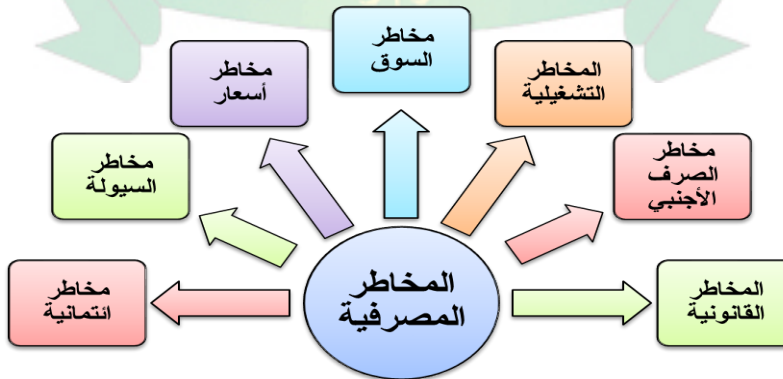 مخاطر
السوق
المخاطر
التشغيلية
مخاطر
أسعار
مخاطر
الصرف
الأجنبي
مخاطر
السيولة
المخاطر
المصرفية
المخاطر
القانونية
مخاطر
ائتمانية